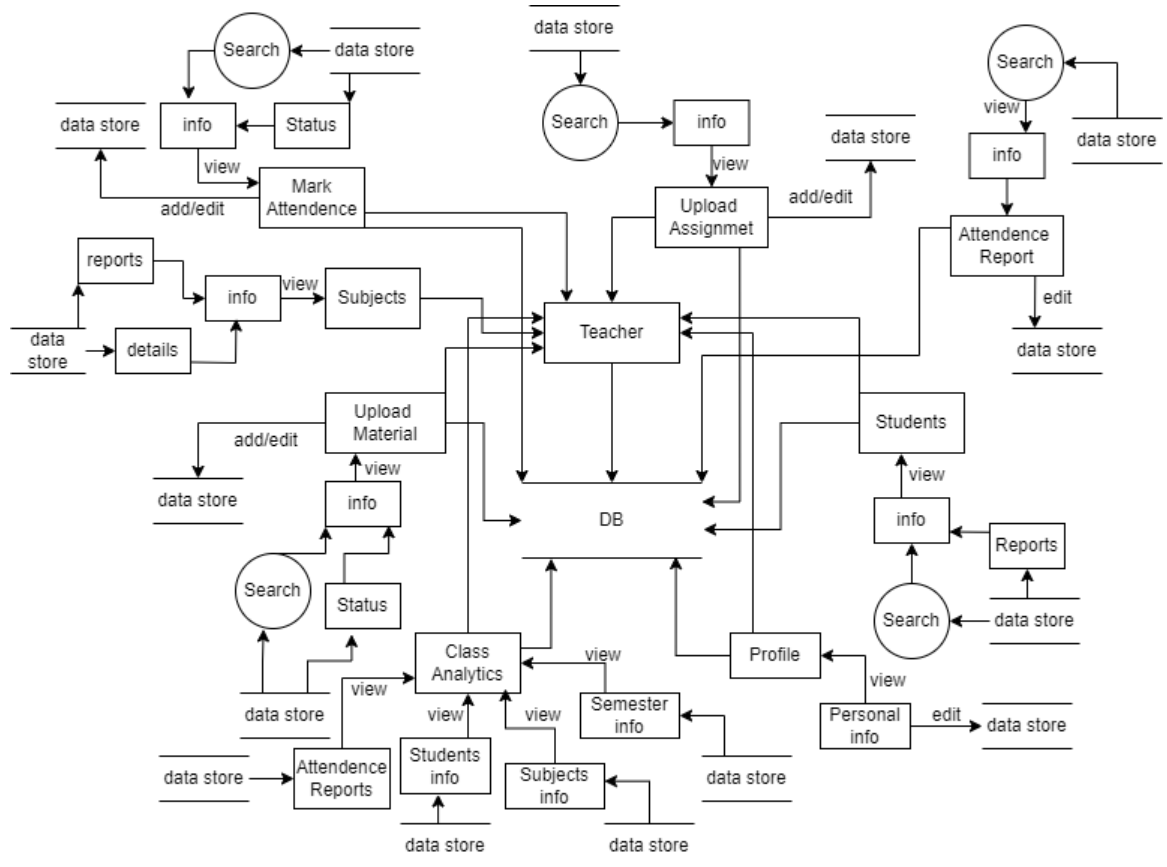 data store
Search
data store
Search
data store
info
Status
view
data store
Search
info
view
data store
view
info
data store
Mark
Attendence
add/edit
Upload
Assignmet
add/edit
Attendence
Report
edit
data store
reports
info
view
Subjects
data
store
details
Teacher
Upload
Material
add/edit
data store
view
info
Students
view
info
Reports
DB
Search
Status
Search
data store
Class
Analytics
view
Profile
view
data store
view
view
view
Semester
info
Personal
info
edit
data store
data store
Attendence
Reports
Students
info
Subjects
info
data store
data store
data store